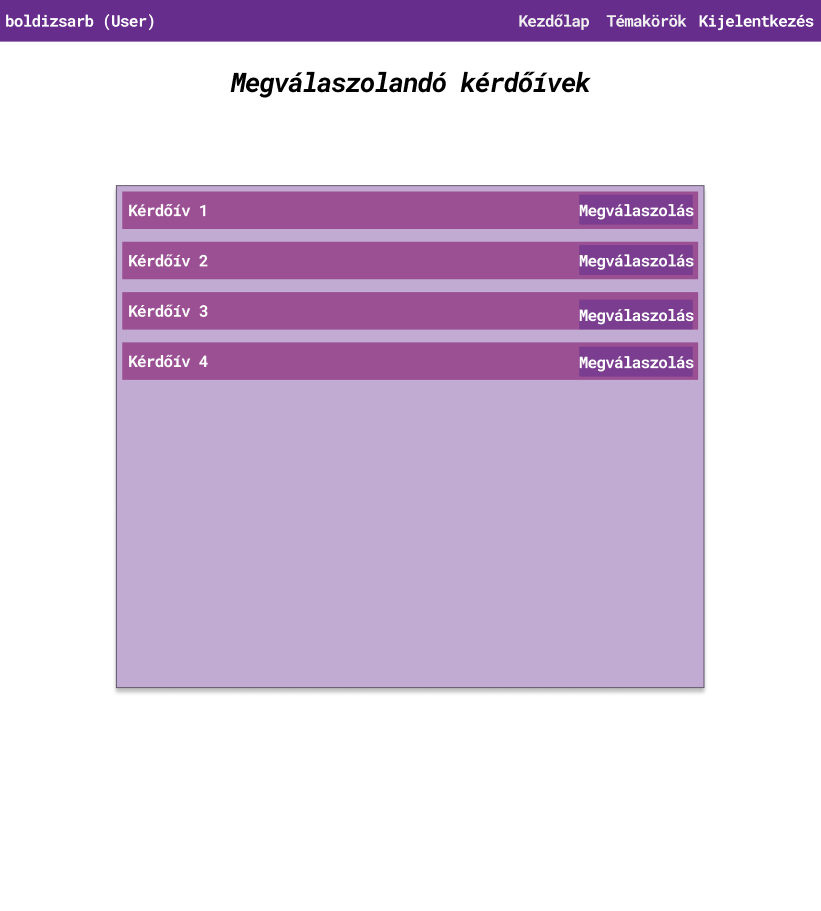 boldizsarb (User) Kezdőlap Témakörök Kijelentkezés
Megválaszolandó kérdőívek
Kérdőív 1 Megválaszolás
Kérdőív 2 Megválaszolás
Kérdőív 3 Megválaszolás
Kérdőív 4 Megválaszolás